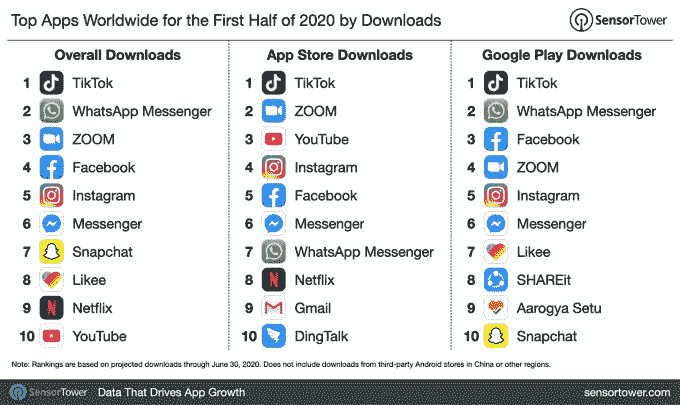 Top Apps Worldwide for the First Half of 2020 by Downloads
SensorTower
Overall Downloads
1 TikTok
2 WhatsApp Messenger
3 ZOOM
4 Facebook
5 Instagram
6 Messenger
7 Snapchat
8 Likee
9 Netflix
10 YouTube
App Store Downloads
1 TikTok
2 ZOOM
3 YouTube
4 Instagram
5 Facebook
6 Messenger
7 WhatsApp Messenger
8 Netflix
9 Gmail
10 DingTalk
Google Play Downloads
1 TikTok
2 WhatsApp Messenger
3 Facebook
4 ZOOM
5 Instagram
6 Messenger
7 Likee
8 SHAREit
9 Aarogya Setu
10 Snapchat
Note: Rankings are based on projected downloads through June 30, 2020. Does not include downloads from third-party Android stores in China or other regions.
SensorTower Data That Drives App Growth
sensortower.com